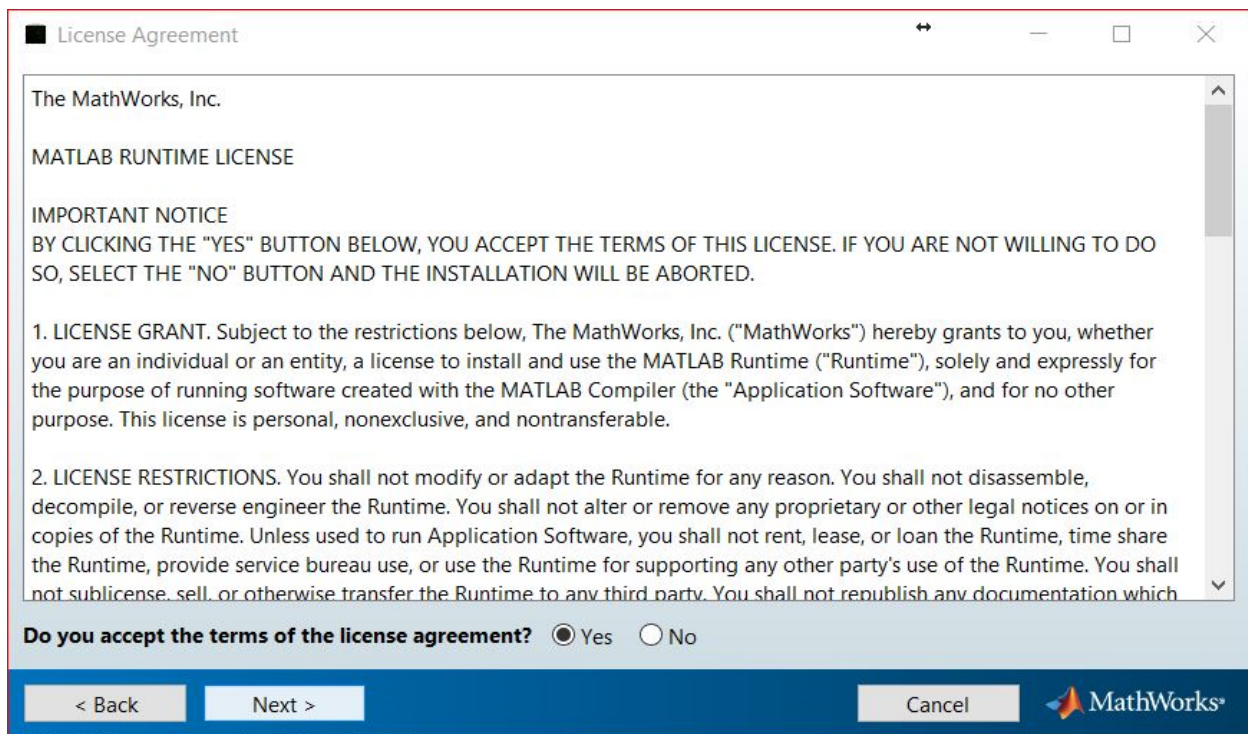 License Agreement
The MathWorks, Inc.
MATLAB RUNTIME LICENSE
IMPORTANT NOTICE
BY CLICKING THE "YES" BUTTON BELOW, YOU ACCEPT THE TERMS OF THIS LICENSE. IF YOU ARE NOT WILLING TO DO
SO, SELECT THE "NO" BUTTON AND THE INSTALLATION WILL BE ABORTED.
1. LICENSE GRANT. Subject to the restrictions below, The MathWorks, Inc. ("MathWorks") hereby grants to you, whether
you are an individual or an entity, a license to install and use the MATLAB Runtime ("Runtime"), solely and expressly for
the purpose of running software created with the MATLAB Compiler (the "Application Software"), and for no other
purpose. This license is personal, nonexclusive, and nontransferable.
2. LICENSE RESTRICTIONS. You shall not modify or adapt the Runtime for any reason. You shall not disassemble,
decompile, or reverse engineer the Runtime. You shall not alter or remove any proprietary or other legal notices on or in
copies of the Runtime. Unless used to run Application Software, you shall not rent, lease, or loan the Runtime, time share
the Runtime, provide service bureau use, or use the Runtime for supporting any other party's use of the Runtime. You shall
not sublicense, sell, or otherwise transfer the Runtime to any third party. You shall not republish any documentation which
Do you accept the terms of the license agreement? Yes No
< Back Next > Cancel MathWorks®